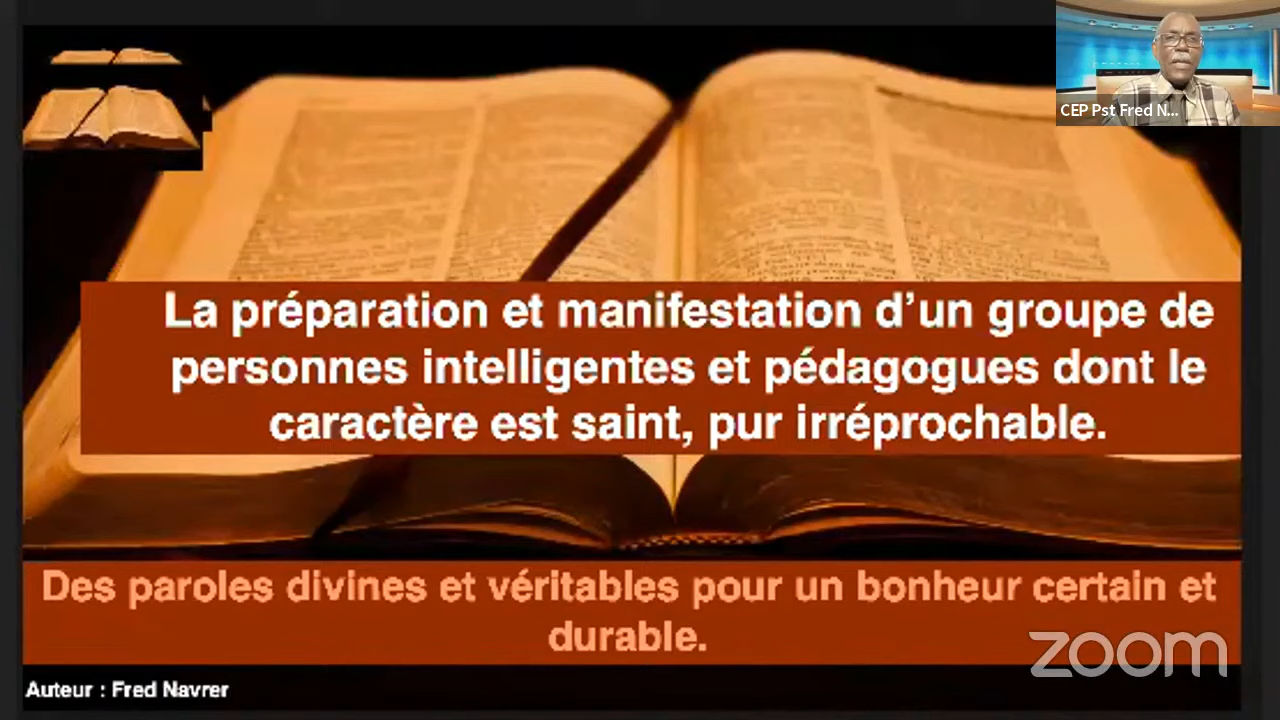 CEP Pst Fred N...
La préparation et manifestation d’un groupe de
personnes intelligentes et pédagogues dont le
caractère est saint, pur irréprochable.
Des paroles divines et véritables pour un bonheur certain et
durable.
zoom
Auteur : Fred Navrer